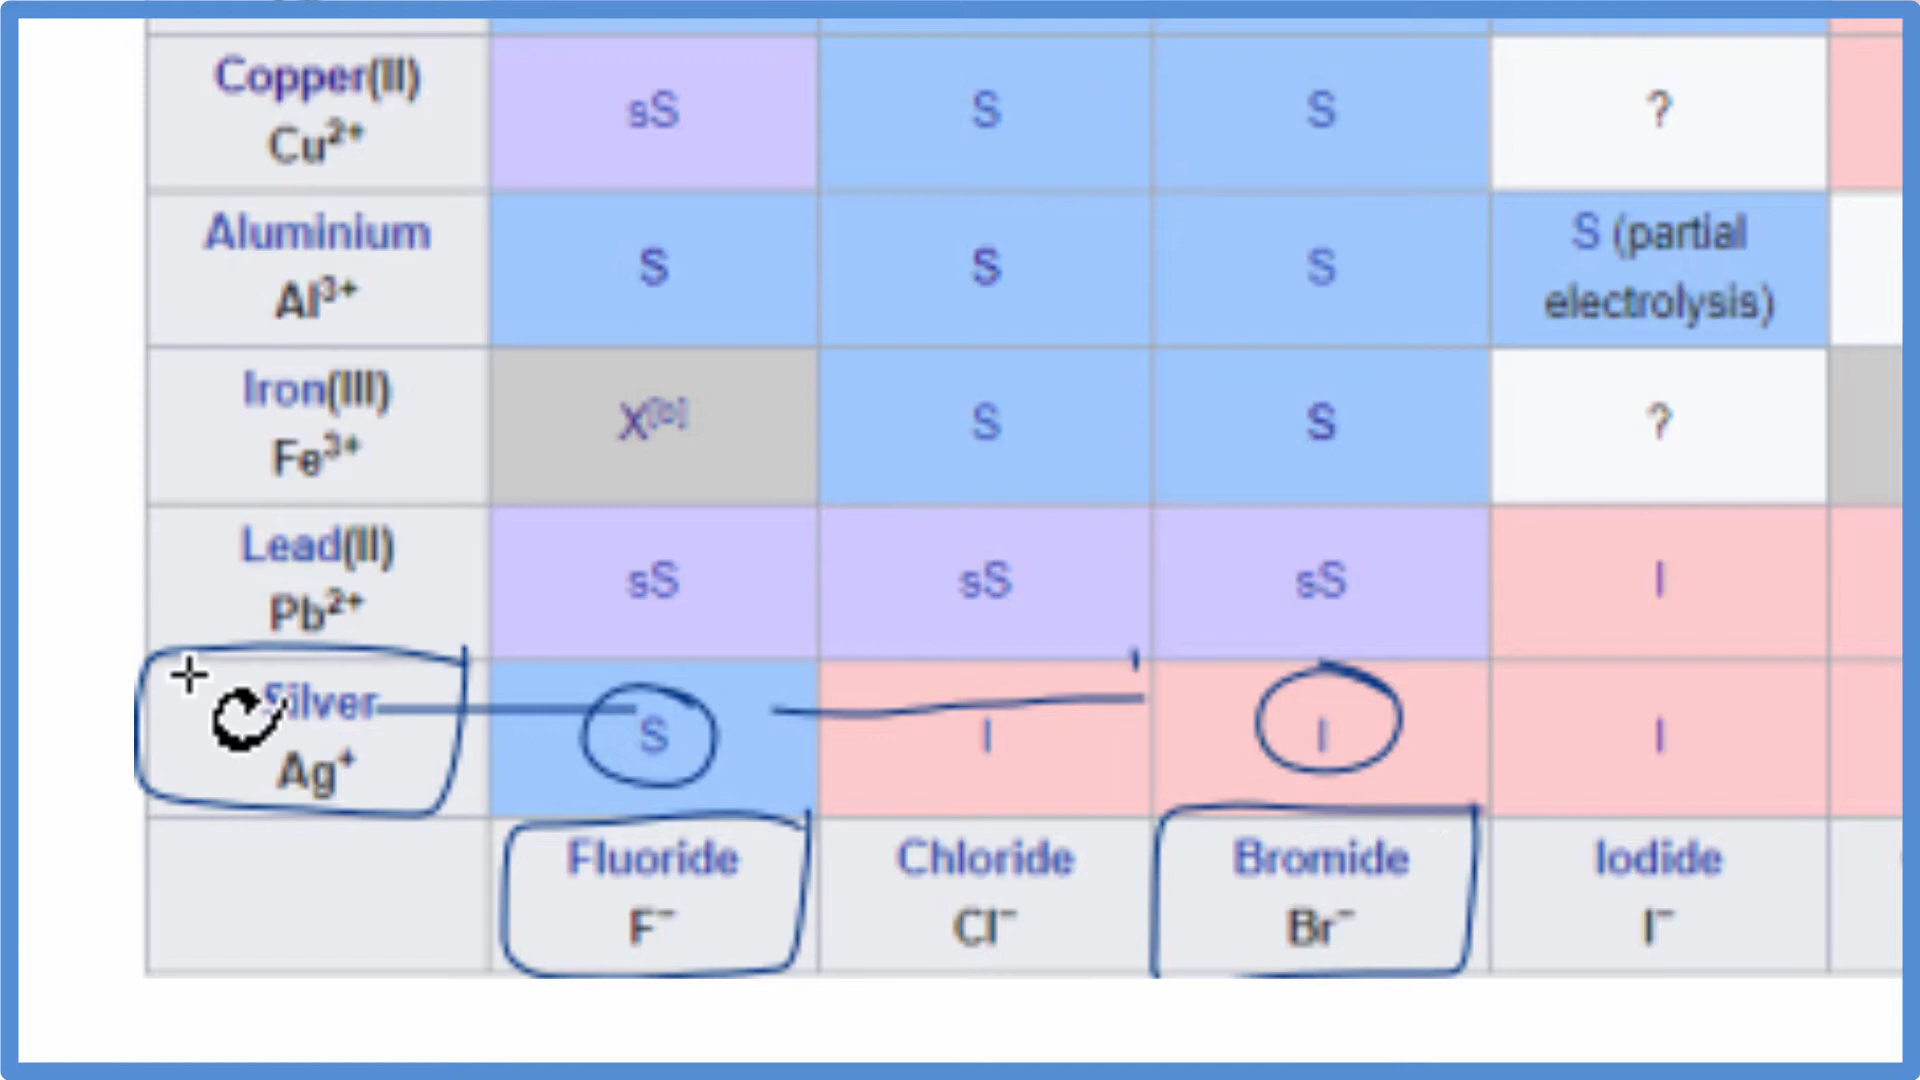 Copper(II)
Cu²⁺
sS
S
S
?
Aluminium
Al³⁺
S
S
S
S (partial
electrolysis)
Iron(III)
Fe³⁺
X[b]
S
S
?
Lead(II)
Pb²⁺
sS
sS
sS
I
Silver
Ag⁺
S
I
I
I
Fluoride
F⁻
Chloride
Cl⁻
Bromide
Br⁻
Iodide
I⁻